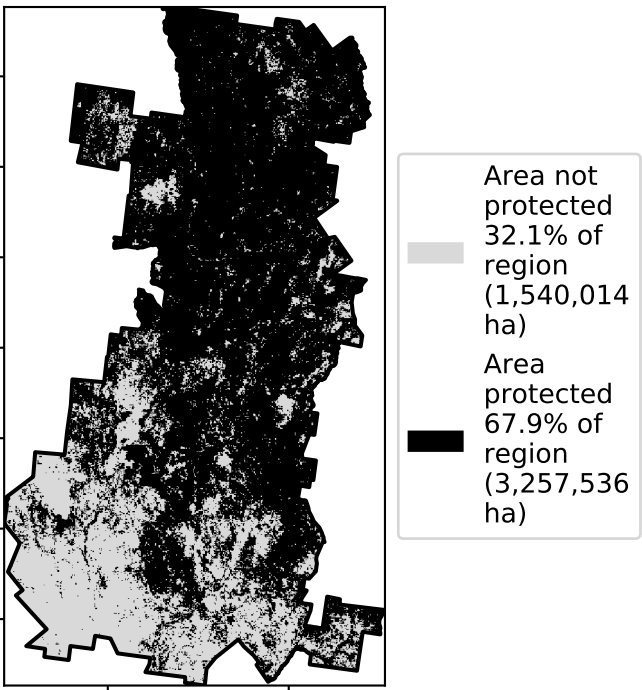 Area not
protected
32.1% of
region
(1,540,014
ha)
Area
protected
67.9% of
region
(3,257,536
ha)